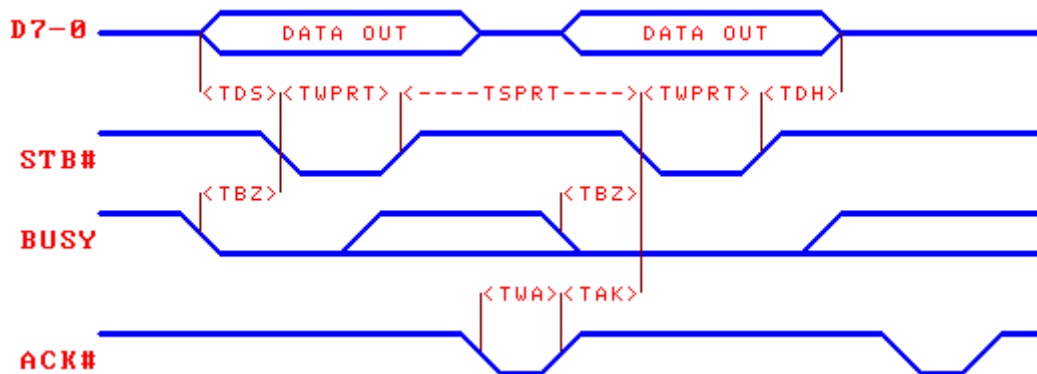 D7-0 DATA OUT DATA OUT
<TDS> <TWPRT> <----TSPRT----> <TWPRT> <TDH>
STB#
<TBZ> <TBZ>
BUSY
<TWA> <TAK>
ACK#